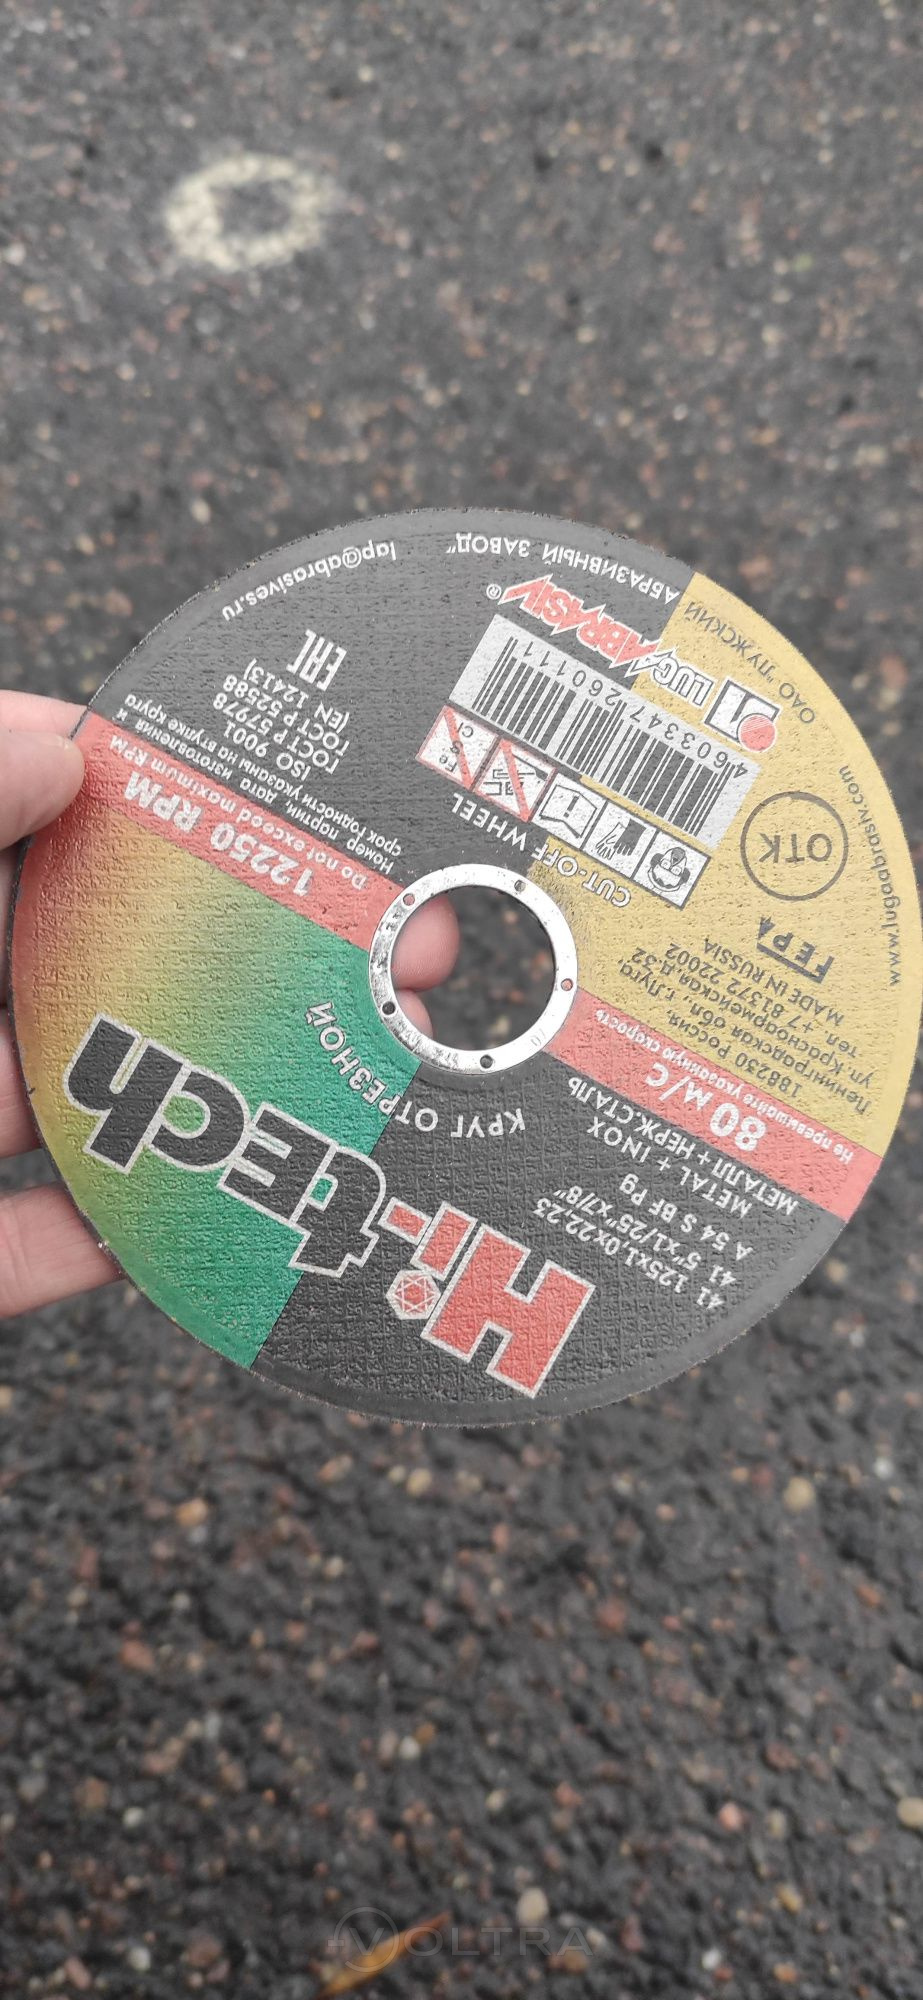 Hi-tEch
КРУГ ОТРЕЗНОЙ
41 125x1,0x22,23
41 5"x1/25"x7/8"
A 54 S BF P9
METAL + INOX
МЕТАЛЛ + НЕРЖ.СТАЛЬ
80 м/с
Не превышайте указанную скорость
12250 RPM
Do not exceed maximum RPM
Номер партии, дата изготовления и
срок годности указаны на втулке круга
ISO 9001
ГОСТ Р 57978
ГОСТ Р 52588
(EN 12413)
EAC
lap@abrasives.ru
ОАО "ЛУЖСКИЙ АБРАЗИВНЫЙ ЗАВОД"
LUGAABRASIV®
4603347260111
Fe
S
Cl
CUT-OFF WHEEL
ОТК
FEPA
188230 Россия,
Ленинградская обл., г.Луга,
ул. Красноармейская,д.32
тел +7 81372 22002
MADE IN RUSSIA
www.lugaabrasiv.com
VOLTRA